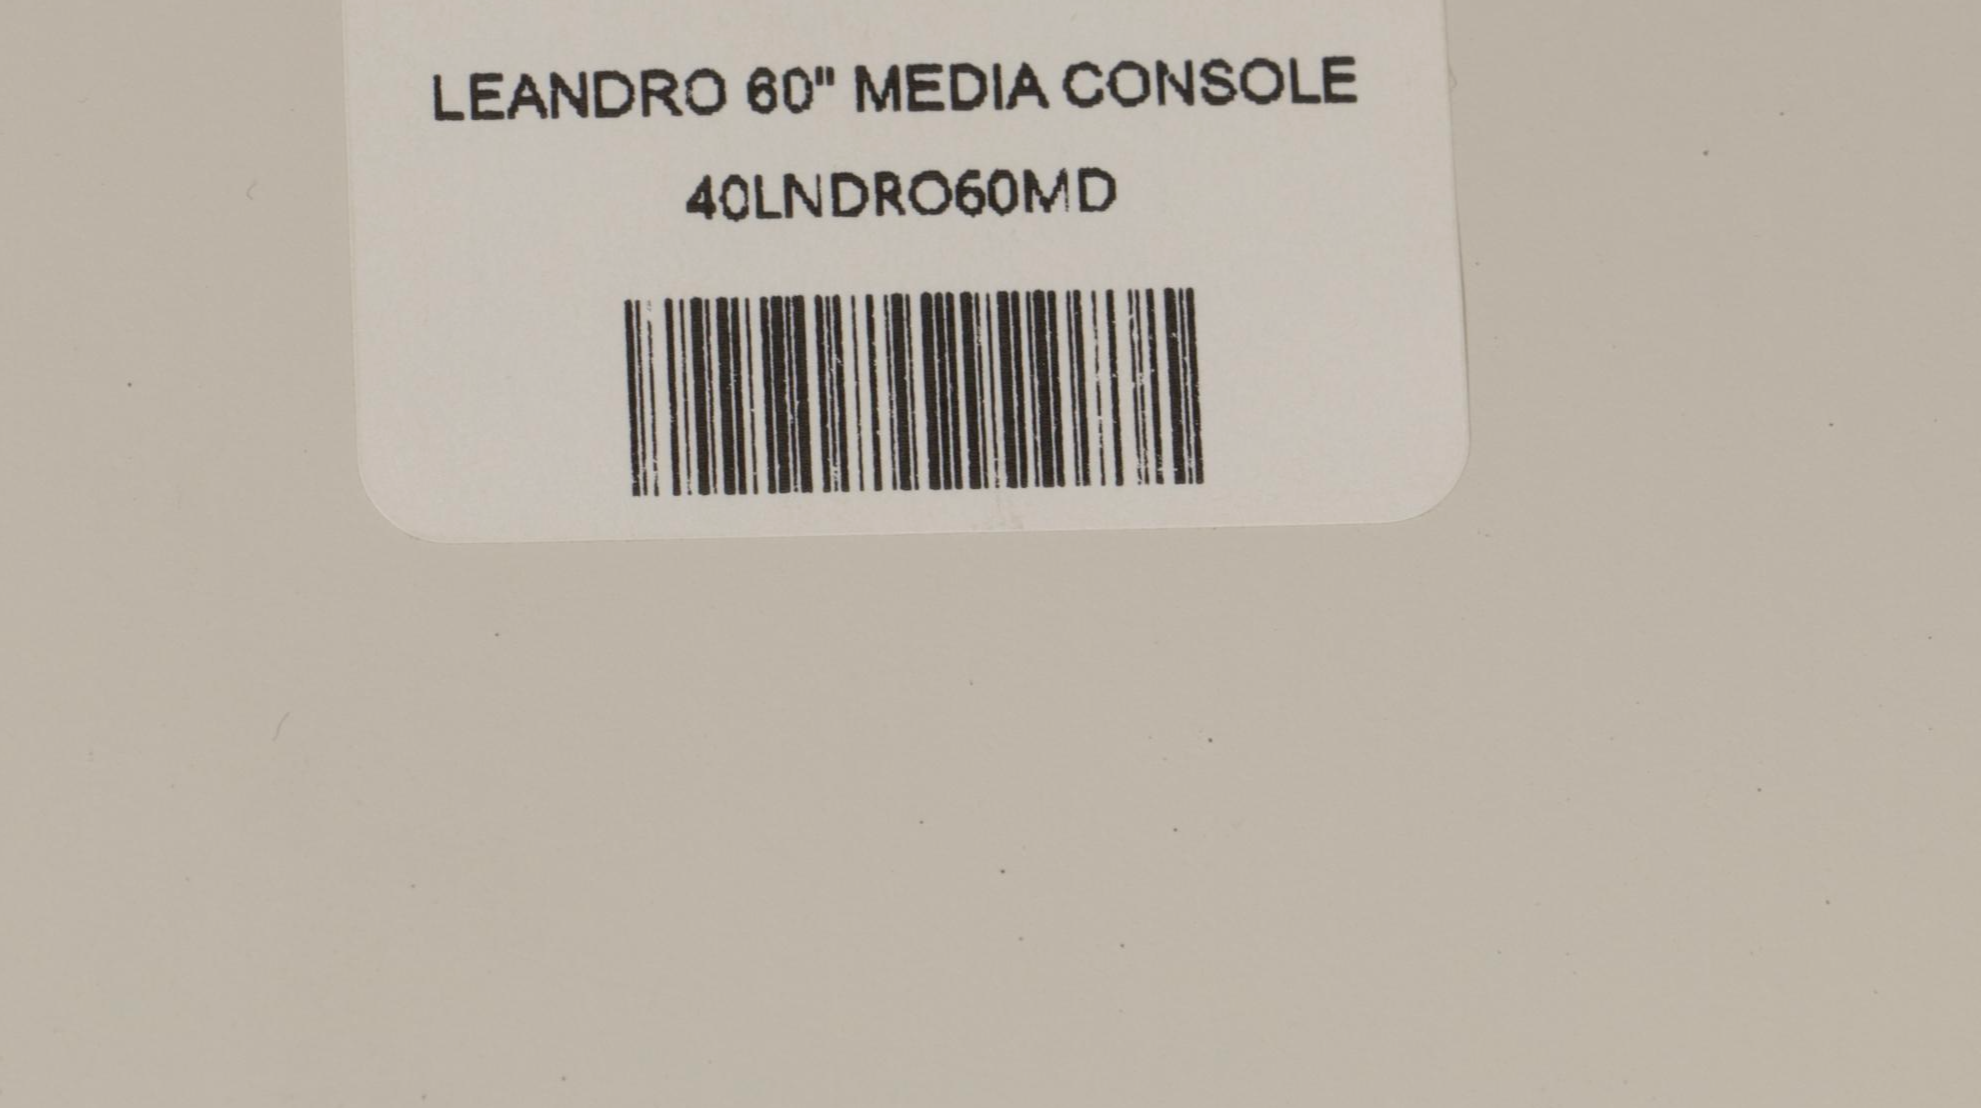 LEANDRO 60" MEDIA CONSOLE
40LNDRO60MD